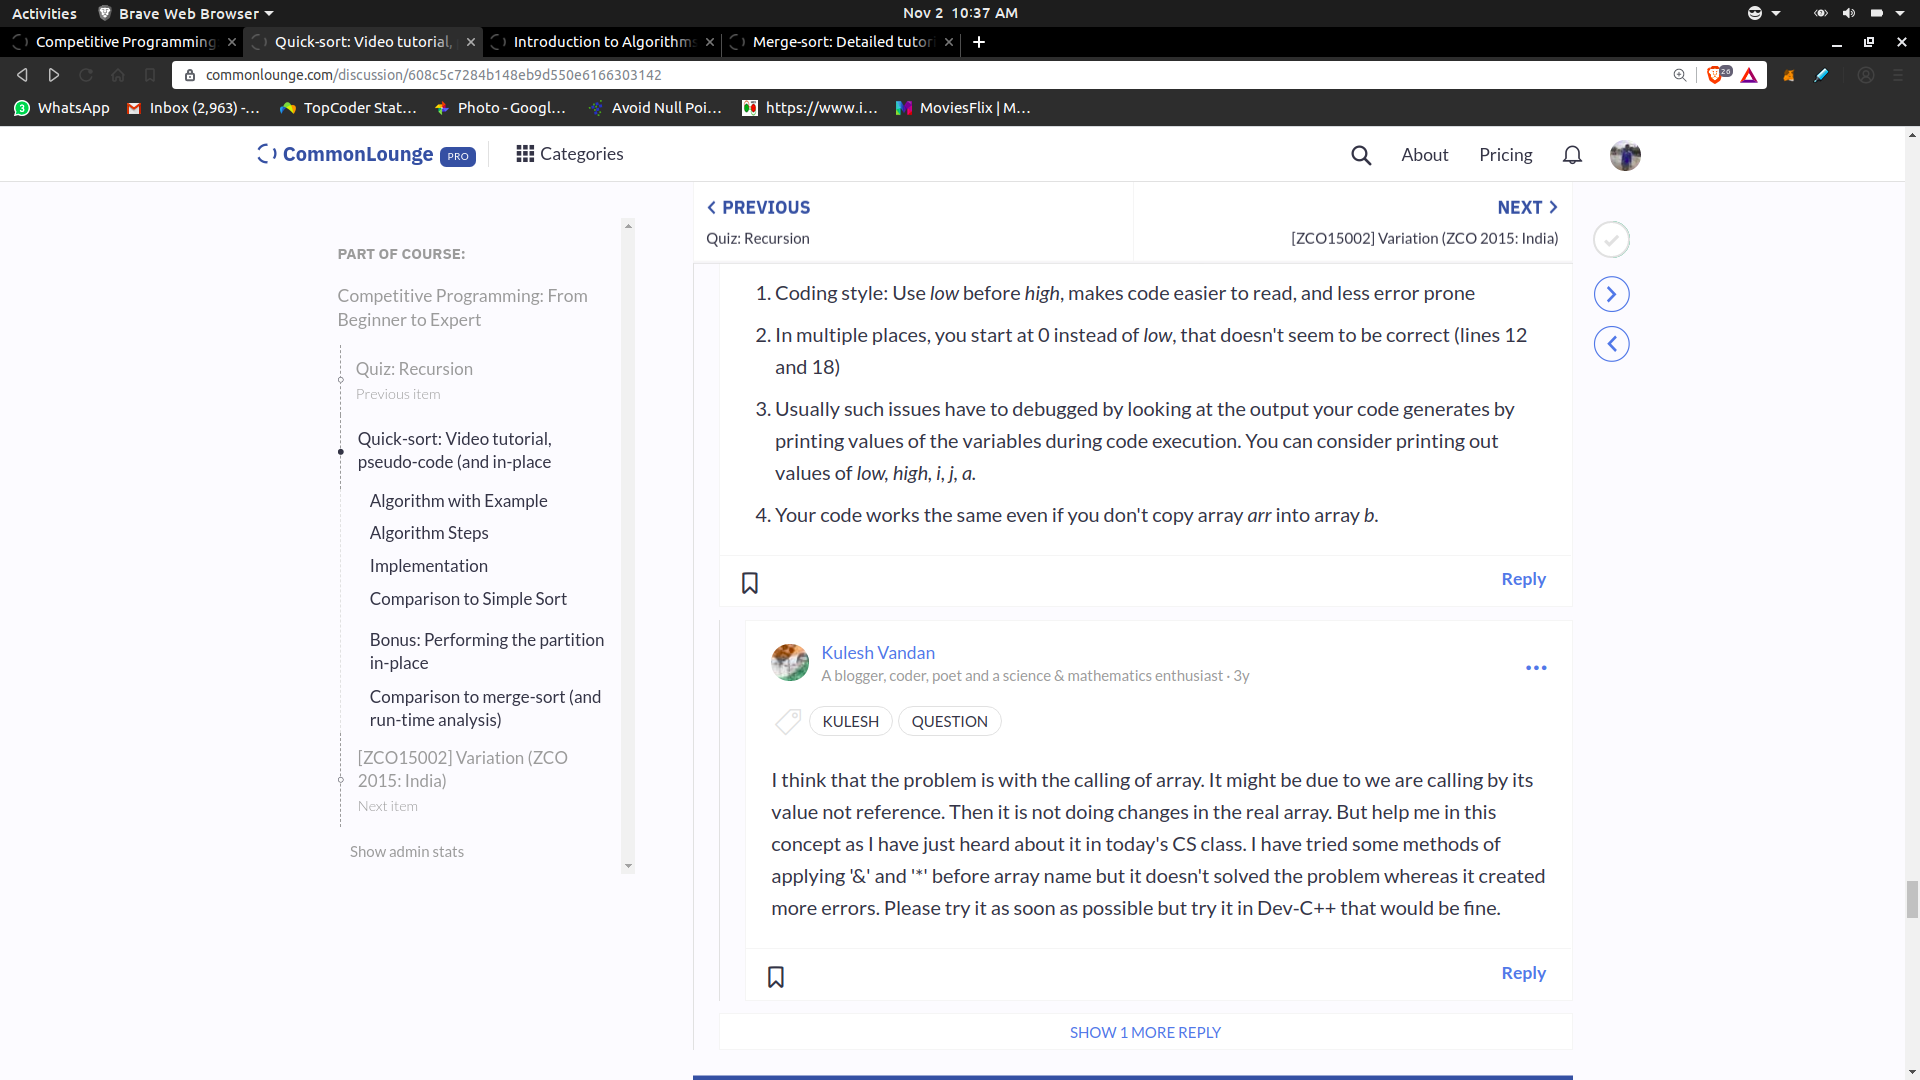 Activities
Brave Web Browser
Nov 2 10:37 AM
Competitive Programming
Quick-sort: Video tutorial,
Introduction to Algorithms
Merge-sort: Detailed tutori
commonlounge.com/discussion/608c5c7284b148eb9d550e6166303142
26
WhatsApp
Inbox (2,963) -...
TopCoder Stat...
Photo - Googl...
Avoid Null Poi...
https://www.i...
MoviesFlix | M...
CommonLounge PRO
Categories
About
Pricing
PREVIOUS
NEXT
Quiz: Recursion
[ZCO15002] Variation (ZCO 2015: India)
PART OF COURSE:
Competitive Programming: From
Beginner to Expert
Quiz: Recursion
Previous item
Quick-sort: Video tutorial,
pseudo-code (and in-place
Algorithm with Example
Algorithm Steps
Implementation
Comparison to Simple Sort
Bonus: Performing the partition
in-place
Comparison to merge-sort (and
run-time analysis)
[ZCO15002] Variation (ZCO
2015: India)
Next item
Show admin stats
1. Coding style: Use low before high, makes code easier to read, and less error prone
2. In multiple places, you start at 0 instead of low, that doesn't seem to be correct (lines 12
and 18)
3. Usually such issues have to debugged by looking at the output your code generates by
printing values of the variables during code execution. You can consider printing out
values of low, high, i, j, a.
4. Your code works the same even if you don't copy array arr into array b.
Reply
Kulesh Vandan
A blogger, coder, poet and a science & mathematics enthusiast · 3y
KULESH
QUESTION
I think that the problem is with the calling of array. It might be due to we are calling by its
value not reference. Then it is not doing changes in the real array. But help me in this
concept as I have just heard about it in today's CS class. I have tried some methods of
applying '&' and '*' before array name but it doesn't solved the problem whereas it created
more errors. Please try it as soon as possible but try it in Dev-C++ that would be fine.
Reply
SHOW 1 MORE REPLY